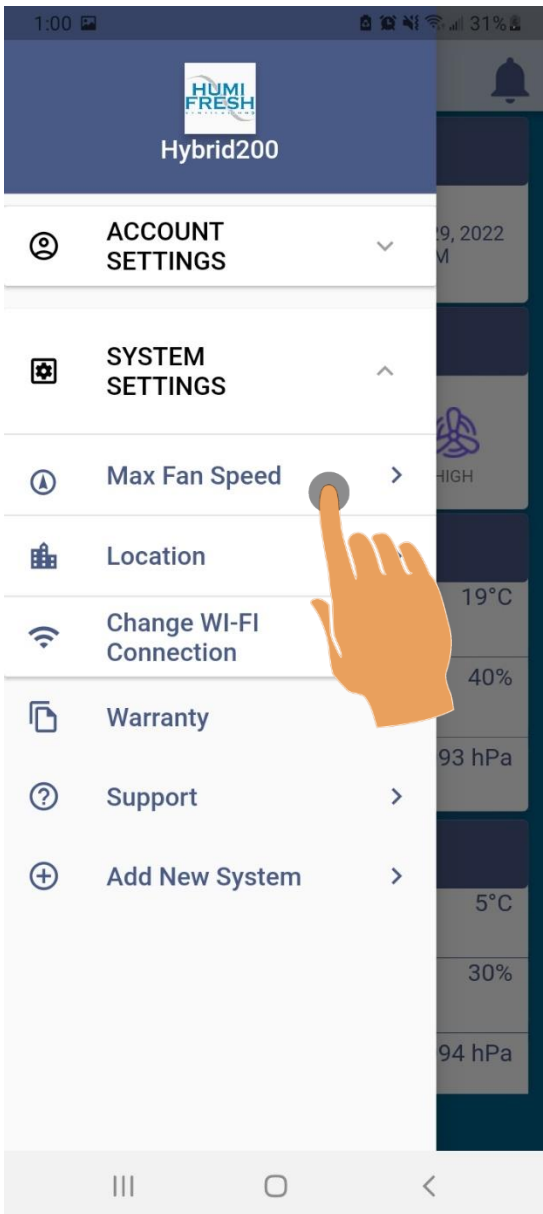 1:00 31%
HUMI
FRESH
Hybrid200
ACCOUNT
SETTINGS
29, 2022
M
SYSTEM
SETTINGS
HIGH
Max Fan Speed
Location
19°C
Change WI-FI
Connection
40%
Warranty
93 hPa
Support
Add New System
5°C
30%
94 hPa